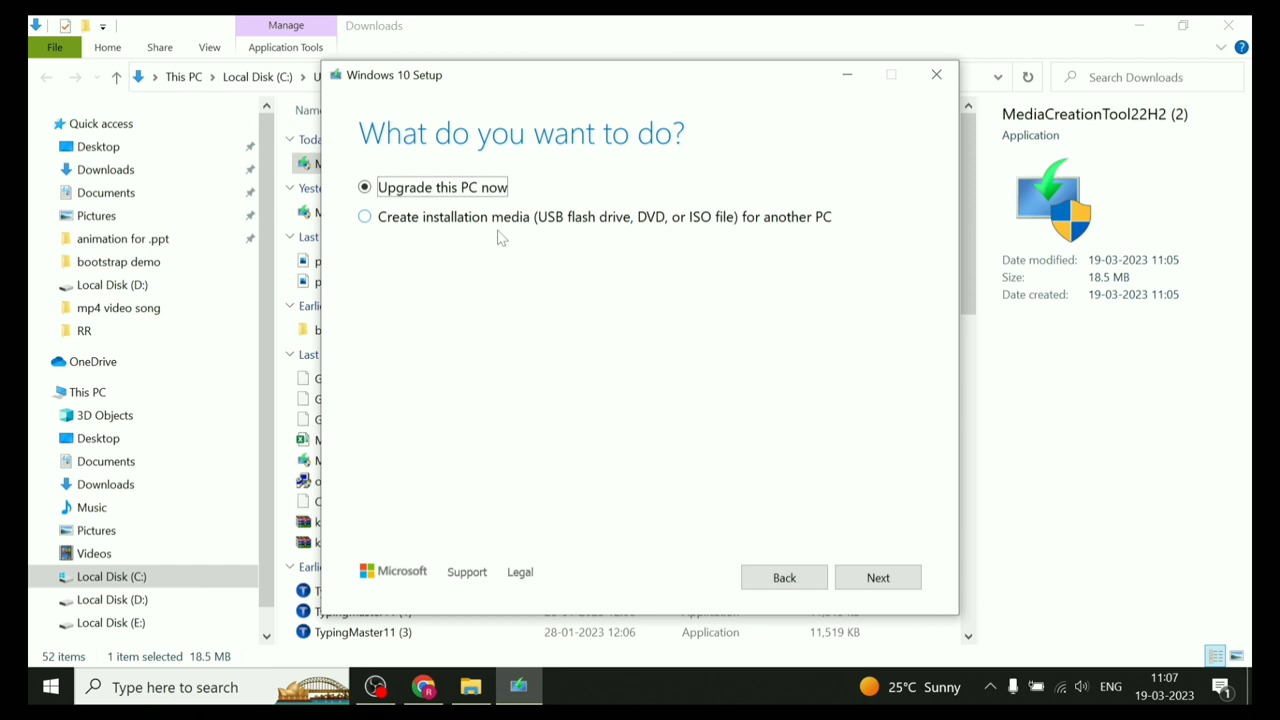 Manage
Downloads
File
Home
Share
View
Application Tools
This PC
Local Disk (C:)
Search Downloads
Quick access
Desktop
Downloads
Documents
Pictures
animation for .ppt
bootstrap demo
Local Disk (D:)
mp4 video song
RR
OneDrive
This PC
3D Objects
Desktop
Documents
Downloads
Music
Pictures
Videos
Local Disk (C:)
Local Disk (D:)
Local Disk (E:)
Windows 10 Setup
What do you want to do?
Upgrade this PC now
Create installation media (USB flash drive, DVD, or ISO file) for another PC
Microsoft
Support
Legal
Back
Next
TypingMaster11 (3)
28-01-2023 12:06
Application
11,519 KB
MediaCreationTool22H2 (2)
Application
Date modified: 19-03-2023 11:05
Size: 18.5 MB
Date created: 19-03-2023 11:05
52 items
1 item selected 18.5 MB
Type here to search
25°C Sunny
ENG
11:07
19-03-2023
1